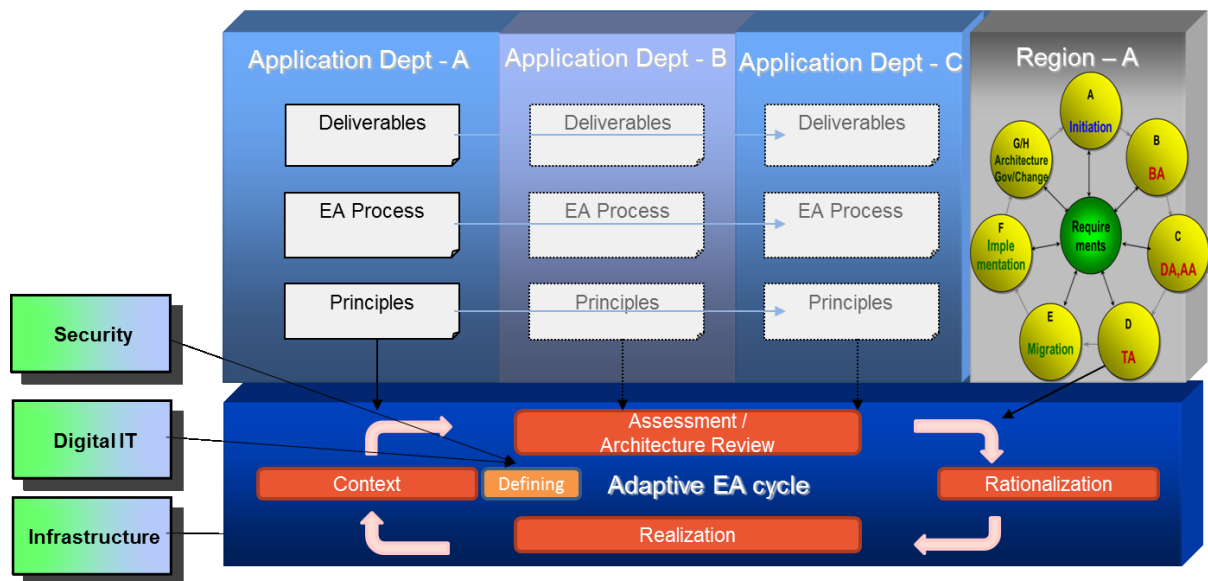 Application Dept - A
Application Dept - B
Application Dept - C
Region – A
Deliverables
Deliverables
Deliverables
EA Process
EA Process
EA Process
Principles
Principles
Principles
A
Initiation
B
BA
C
DA,AA
D
TA
E
Migration
F
Imple
mentation
G/H
Architecture
Gov/Change
Require
ments
Security
Digital IT
Infrastructure
Assessment /
Architecture Review
Context
Defining
Adaptive EA cycle
Rationalization
Realization